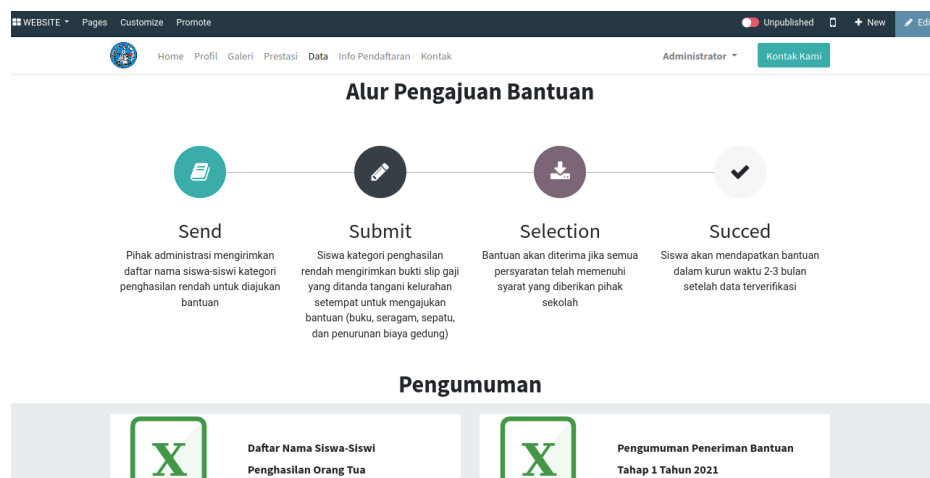 WEBSITE Pages Customize Promote Unpublished + New Edi
Home Profil Galeri Prestasi Data Info Pendaftaran Kontak Administrator Kontak Kami
Alur Pengajuan Bantuan
Send
Pihak administrasi mengirimkan
daftar nama siswa-siswi kategori
penghasilan rendah untuk diajukan
bantuan
Submit
Siswa kategori penghasilan
rendah mengirimkan bukti slip gaji
yang ditanda tangani kelurahan
setempat untuk mengajukan
bantuan (buku, seragam, sepatu,
dan penurunan biaya gedung)
Selection
Bantuan akan diterima jika semua
persyaratan telah memenuhi
syarat yang diberikan pihak
sekolah
Succed
Siswa akan mendapatkan bantuan
dalam kurun waktu 2-3 bulan
setelah data terverifikasi
Pengumuman
X
Daftar Nama Siswa-Siswi
Penghasilan Orang Tua
X
Pengumuman Peneriman Bantuan
Tahap 1 Tahun 2021